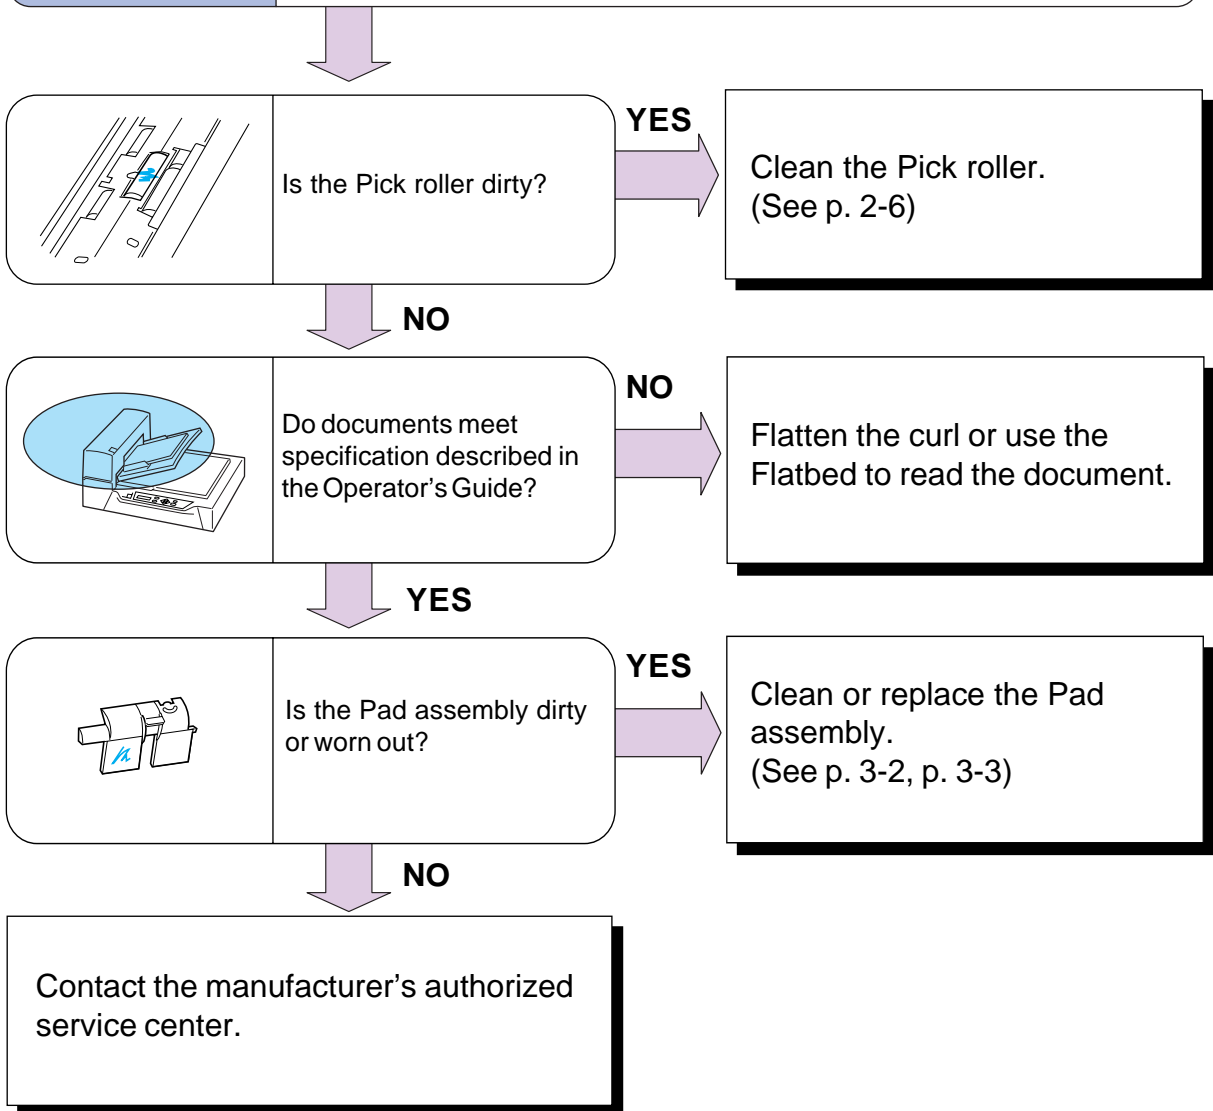 Is the Pick roller dirty?
YES
Clean the Pick roller.
(See p. 2-6)
NO
Do documents meet
specification described in
the Operator’s Guide?
NO
Flatten the curl or use the
Flatbed to read the document.
YES
Is the Pad assembly dirty
or worn out?
YES
Clean or replace the Pad
assembly.
(See p. 3-2, p. 3-3)
NO
Contact the manufacturer’s authorized
service center.